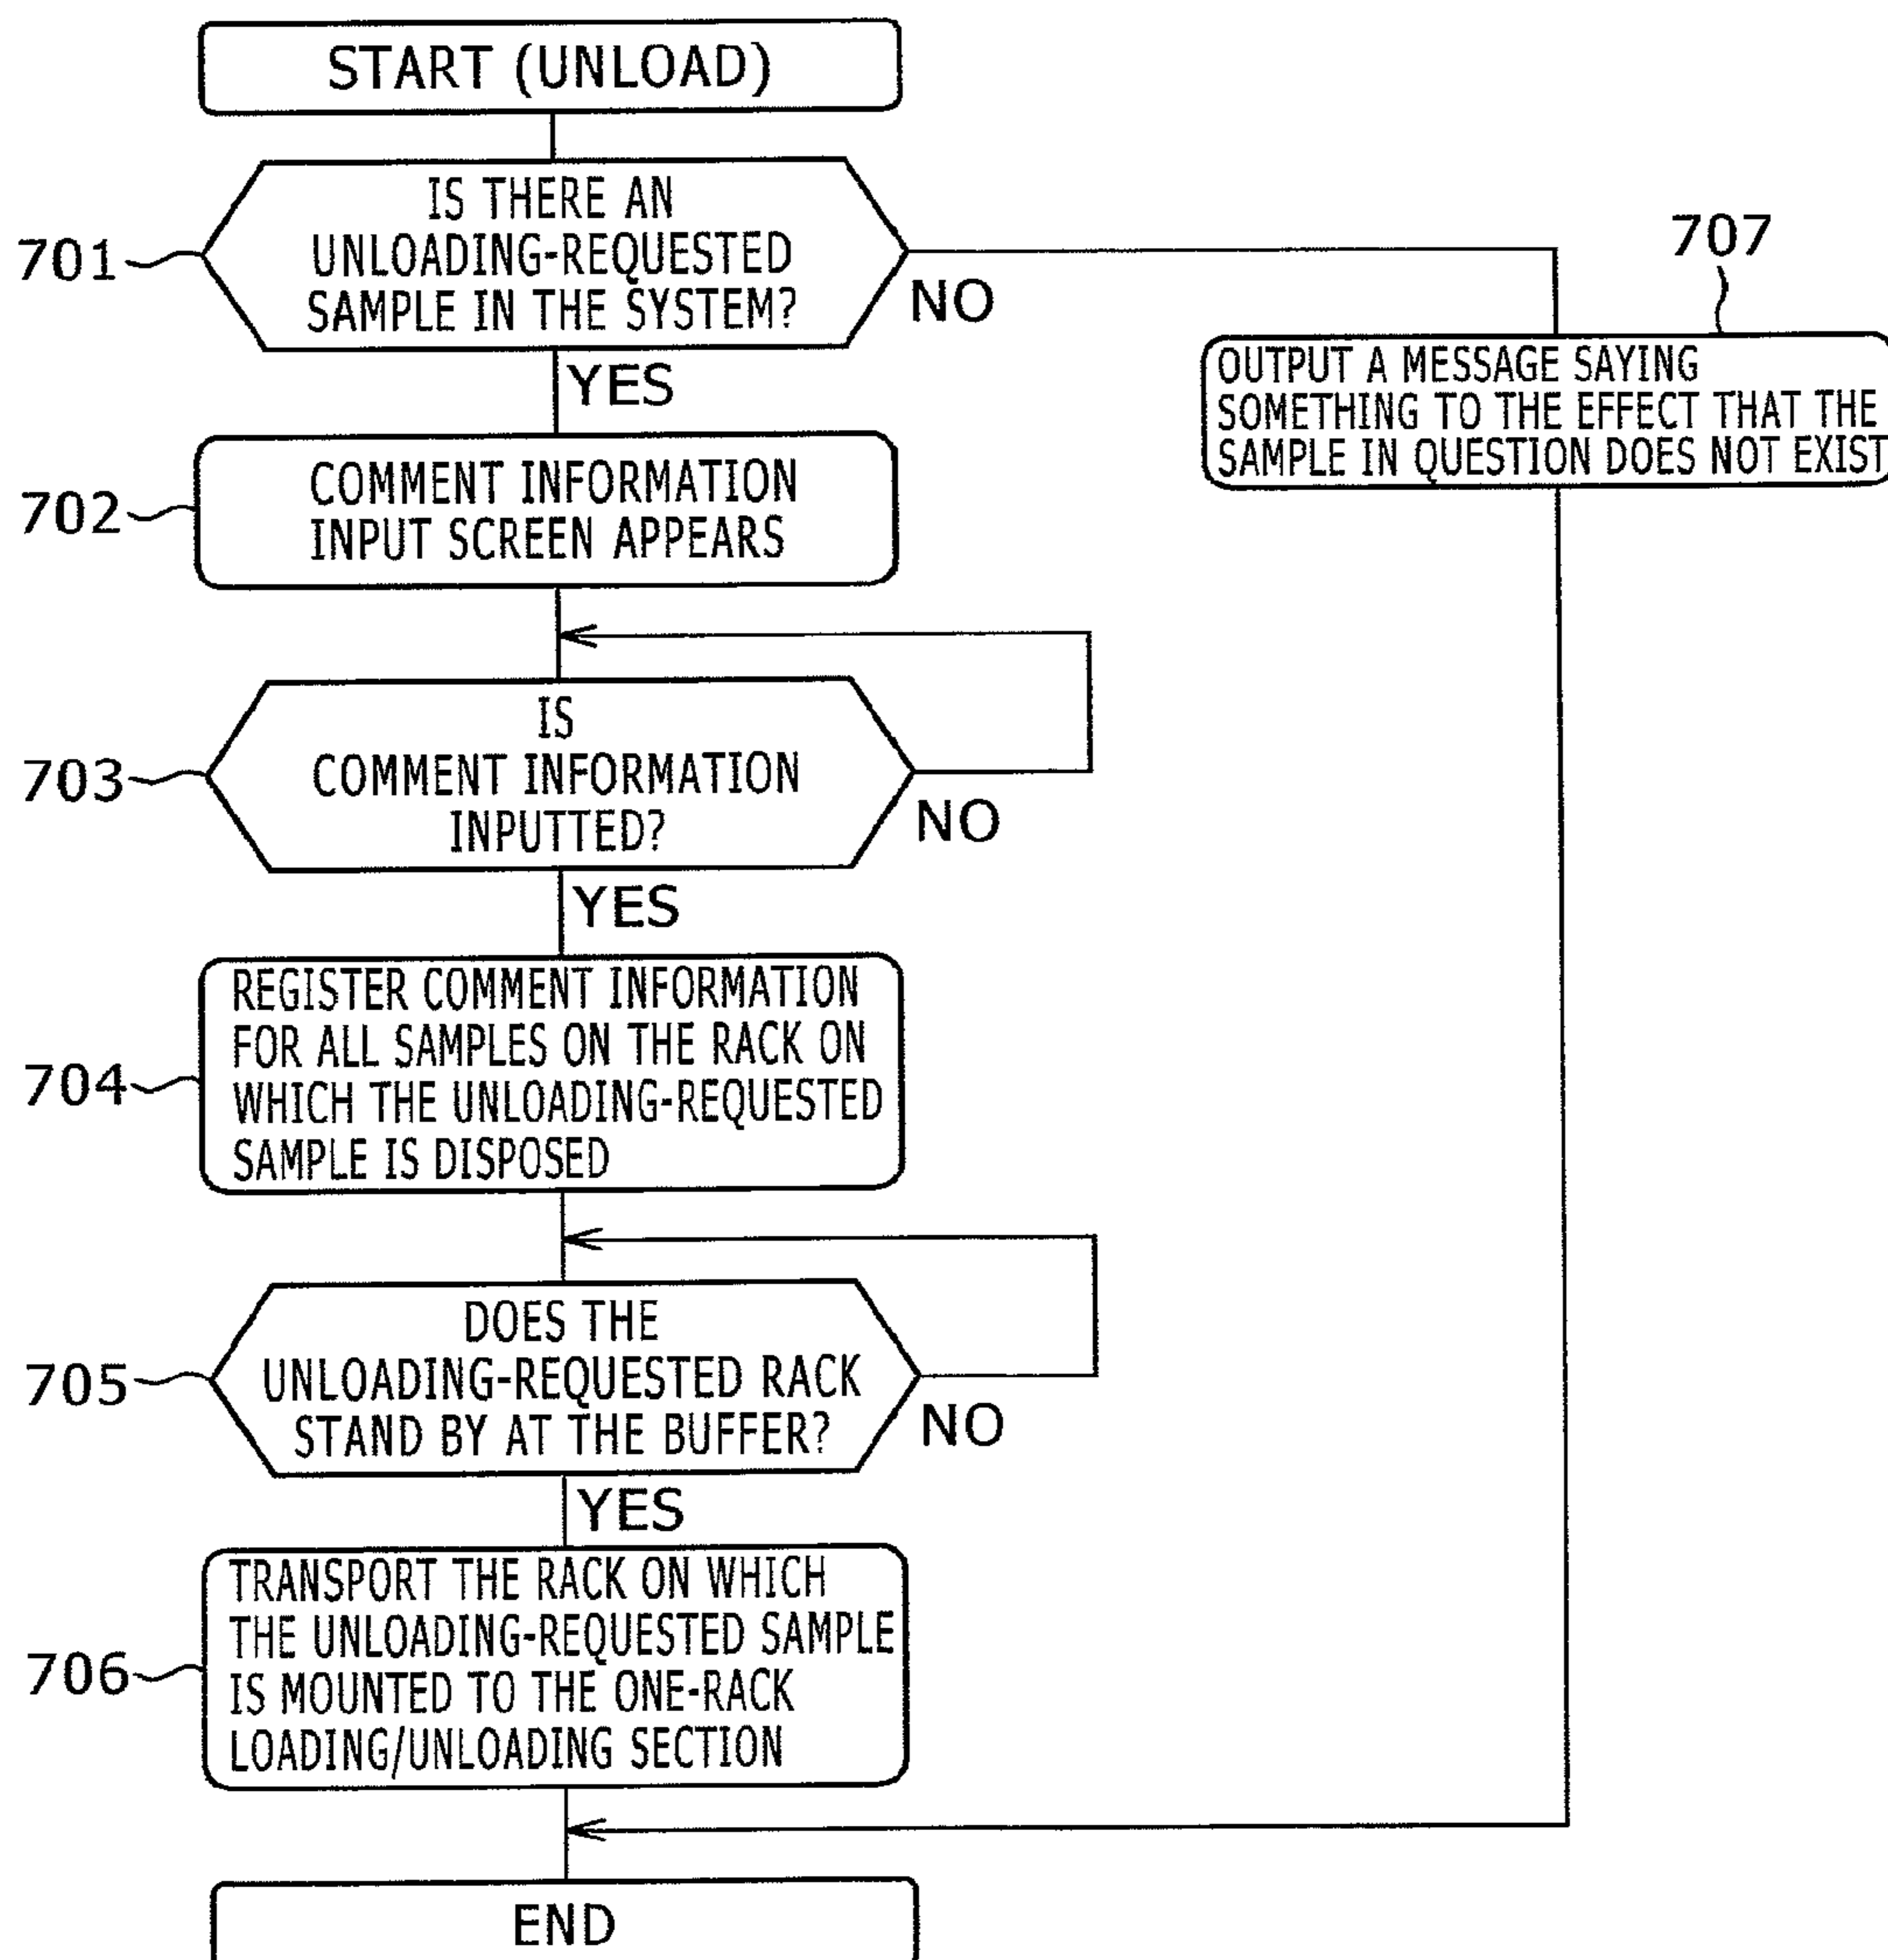 START (UNLOAD)
701
IS THERE AN
UNLOADING-REQUESTED
SAMPLE IN THE SYSTEM?
NO
YES
707
OUTPUT A MESSAGE SAYING
SOMETHING TO THE EFFECT THAT THE
SAMPLE IN QUESTION DOES NOT EXIST
702
COMMENT INFORMATION
INPUT SCREEN APPEARS
703
IS
COMMENT INFORMATION
INPUTTED?
NO
YES
704
REGISTER COMMENT INFORMATION
FOR ALL SAMPLES ON THE RACK ON
WHICH THE UNLOADING-REQUESTED
SAMPLE IS DISPOSED
705
DOES THE
UNLOADING-REQUESTED RACK
STAND BY AT THE BUFFER?
NO
YES
706
TRANSPORT THE RACK ON WHICH
THE UNLOADING-REQUESTED SAMPLE
IS MOUNTED TO THE ONE-RACK
LOADING/UNLOADING SECTION
END